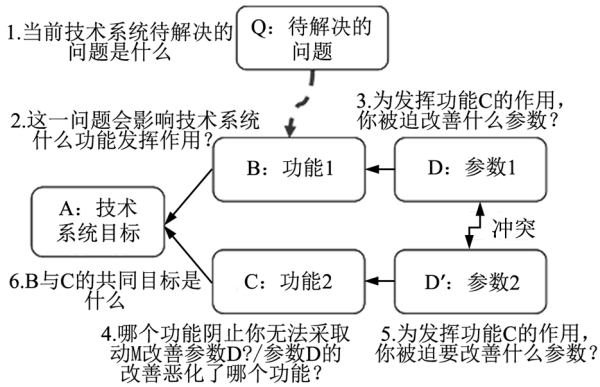 1.当前技术系统待解决的
问题是什么
Q：待解决的
问题
2.这一问题会影响技术系统
什么功能发挥作用？
3.为发挥功能C的作用，
你被迫改善什么参数？
B：功能1
D：参数1
A：技术
系统目标
冲突
6.B与C的共同目标是
什么
C：功能2
D′：参数2
4.哪个功能阻止你无法采取
动M改善参数D?/参数D的
改善恶化了哪个功能？
5.为发挥功能C的作用，
你被迫要改善什么参数？